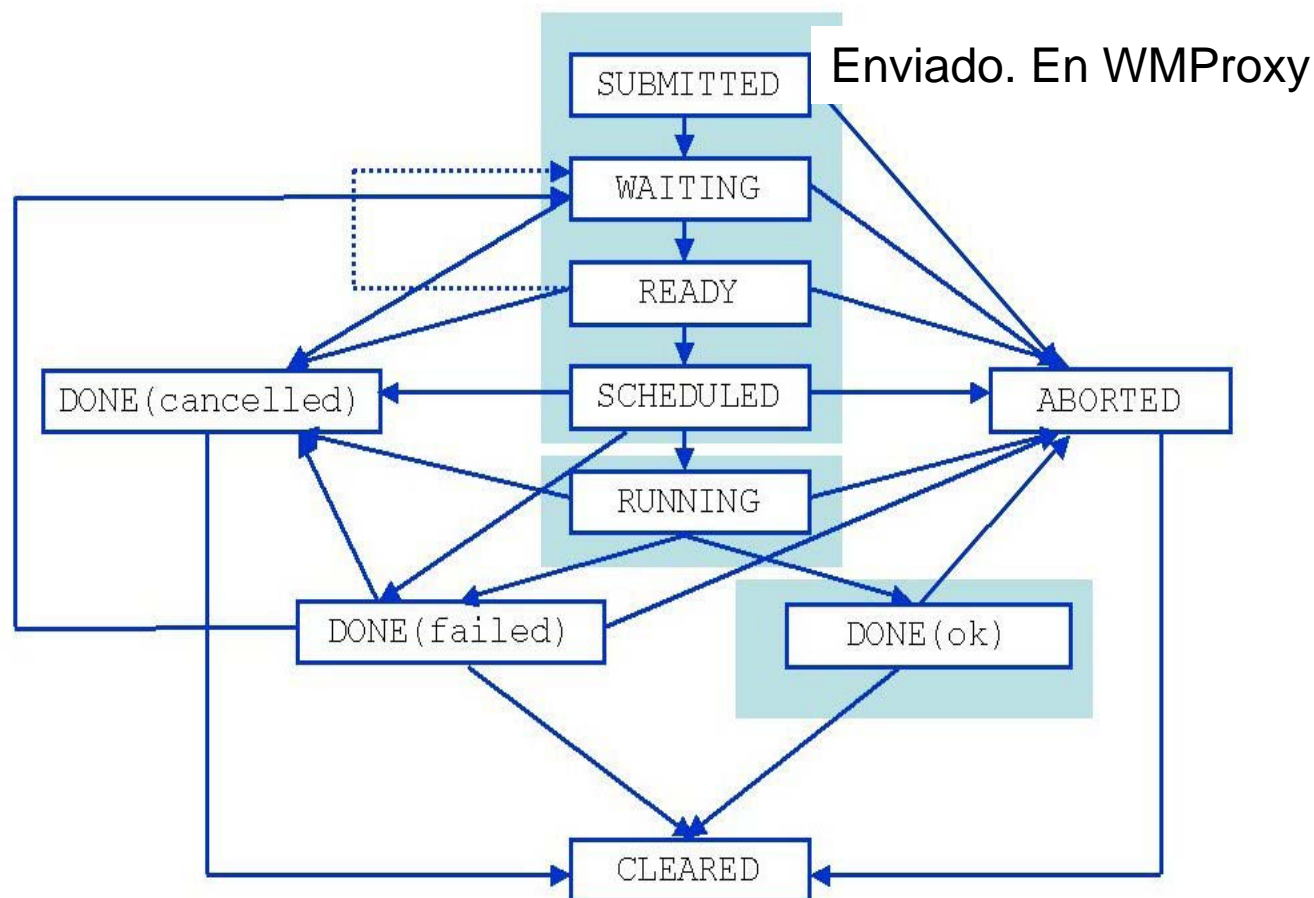 SUBMITTED
Enviado. En WMProxy
WAITING
READY
DONE(cancelled)
SCHEDULED
ABORTED
RUNNING
DONE(failed)
DONE(ok)
CLEARED